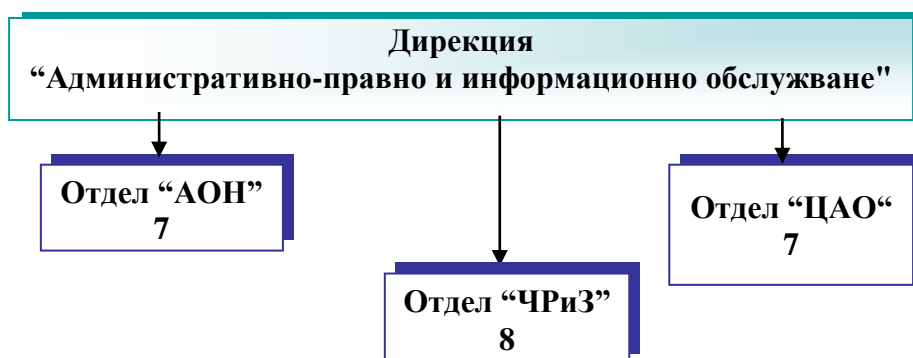 Дирекция
“Административно-правно и информационно обслужване"
Отдел “АОН”
7
Отдел “ЧРиЗ”
8
Отдел “ЦАО“
7